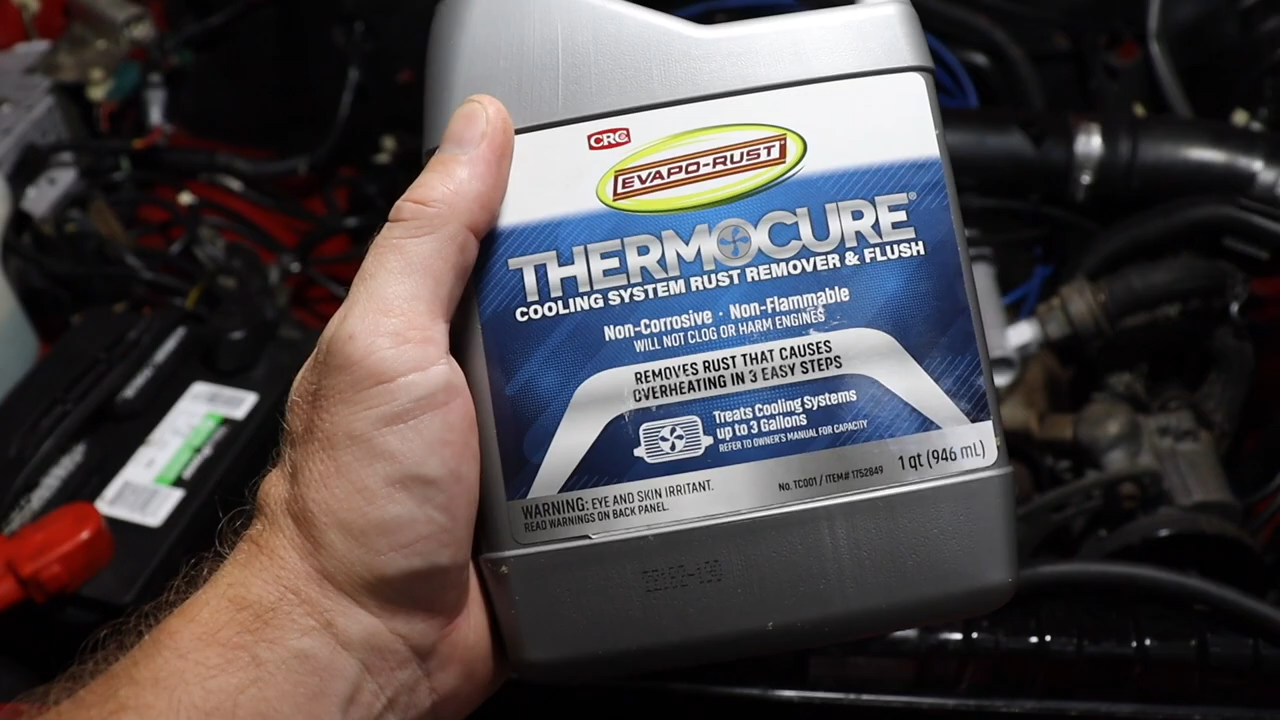 CRC
EVAPO-RUST
THERMOCURE®
COOLING SYSTEM RUST REMOVER & FLUSH
Non-Corrosive · Non-Flammable
WILL NOT CLOG OR HARM ENGINES
REMOVES RUST THAT CAUSES
OVERHEATING IN 3 EASY STEPS
Treats Cooling Systems
up to 3 Gallons
REFER TO OWNER'S MANUAL FOR CAPACITY
WARNING: EYE AND SKIN IRRITANT.
READ WARNINGS ON BACK PANEL.
No. TC001 / ITEM# 1752849
1 qt (946 mL)